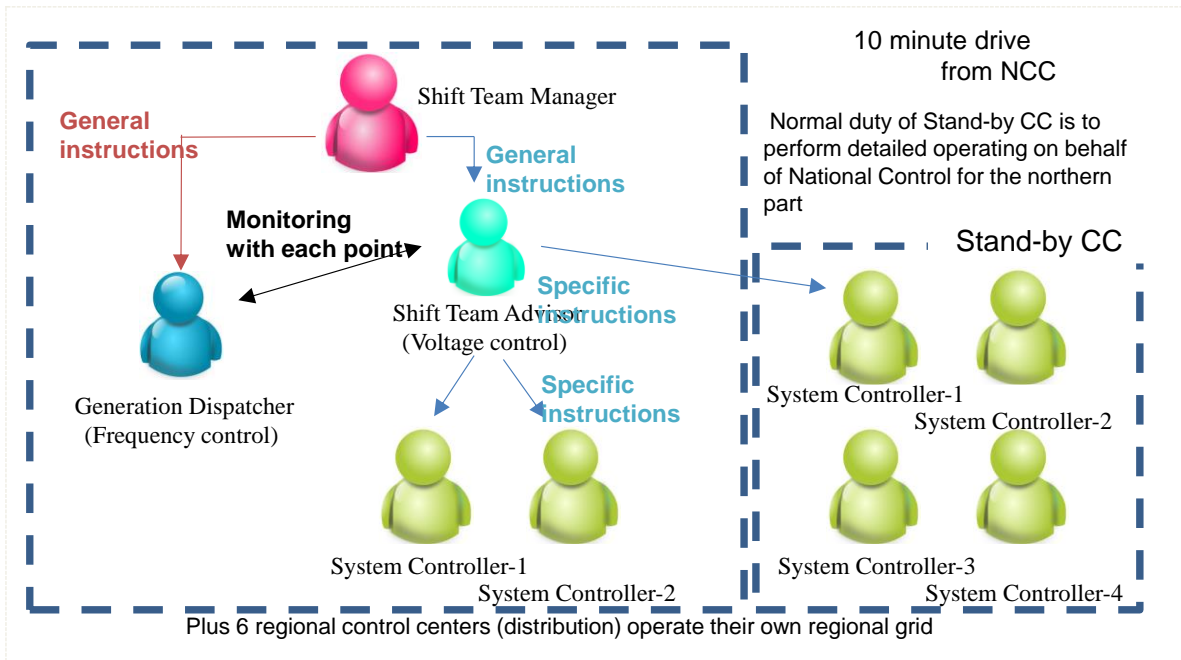 10 minute drive
from NCC
Shift Team Manager
General
instructions
General
instructions
Normal duty of Stand-by CC is to
perform detailed operating on behalf
of National Control for the northern
part
Monitoring
with each point
Stand-by CC
Specific
instructions
Shift Team Advisor
(Voltage control)
Specific
instructions
Generation Dispatcher
(Frequency control)
System Controller-1
System Controller-2
System Controller-1
System Controller-2
System Controller-3
System Controller-4
Plus 6 regional control centers (distribution) operate their own regional grid